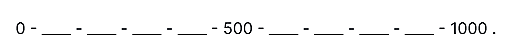 0 - ___ - ___ - ___ - ___ - 500 - ___ - ___ - ___ - ___ - 1000 .